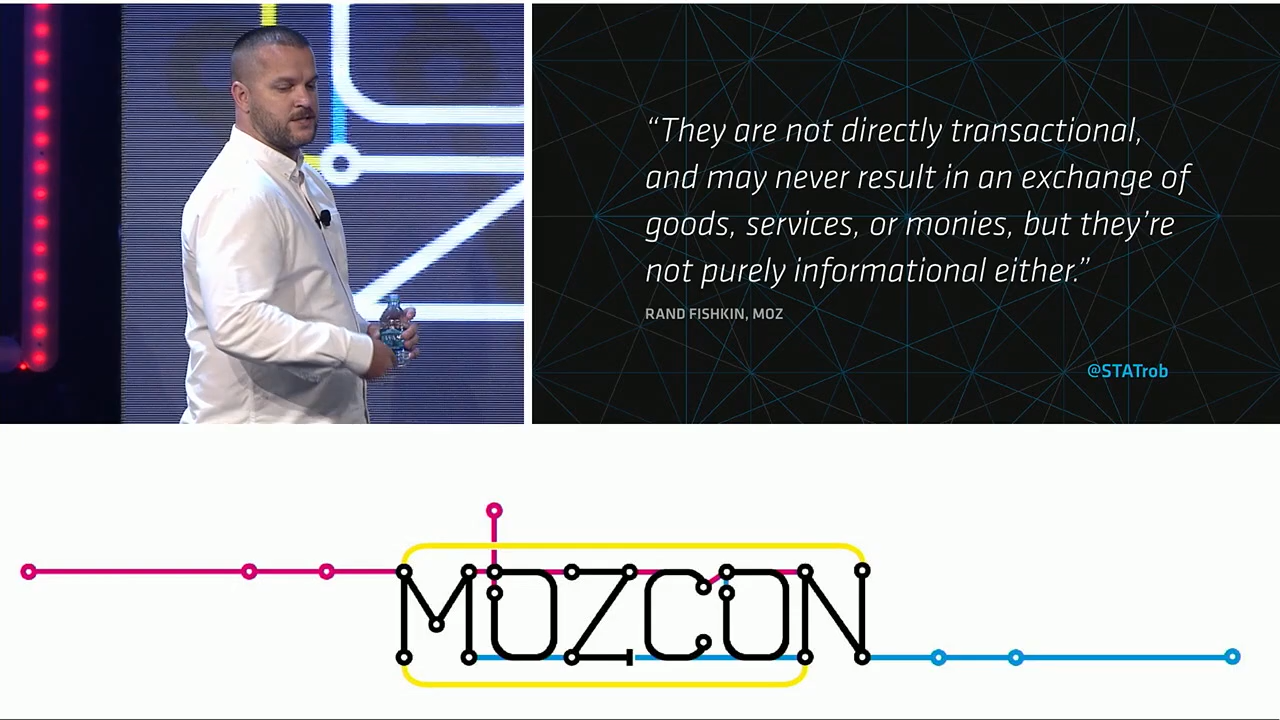 “They are not directly transactional,
and may never result in an exchange of
goods, services, or monies, but they’re
not purely informational either.”
RAND FISHKIN, MOZ
@STATrob
MOZCON